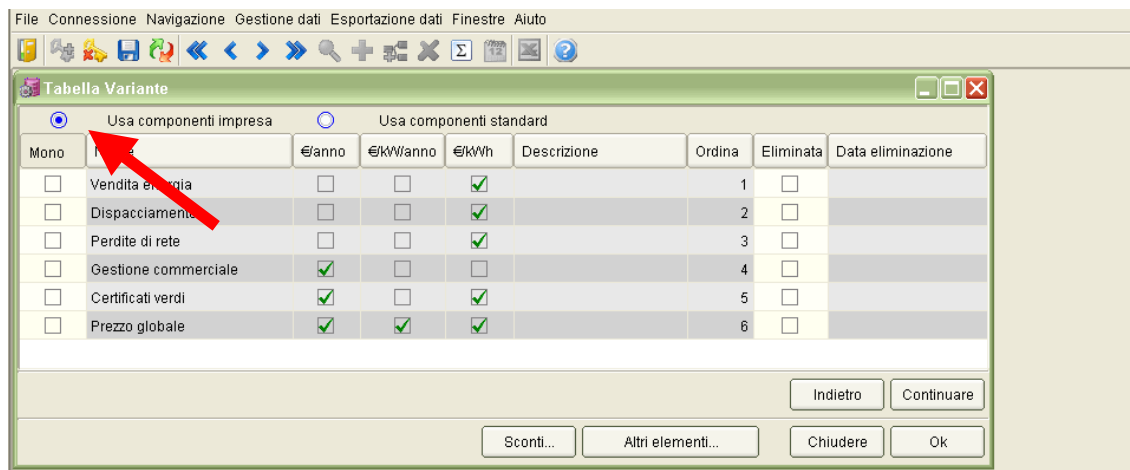 File Connessione Navigazione Gestione dati Esportazione dati Finestre Aiuto
Σ 12
Tabella Variante
Usa componenti impresa Usa componenti standard
Mono €/anno €/kW/anno €/kWh Descrizione Ordina Eliminata Data eliminazione
Vendita energia 1
Dispacciamento 2
Perdite di rete 3
Gestione commerciale 4
Certificati verdi 5
Prezzo globale 6
Indietro Continuare
Sconti... Altri elementi... Chiudere Ok